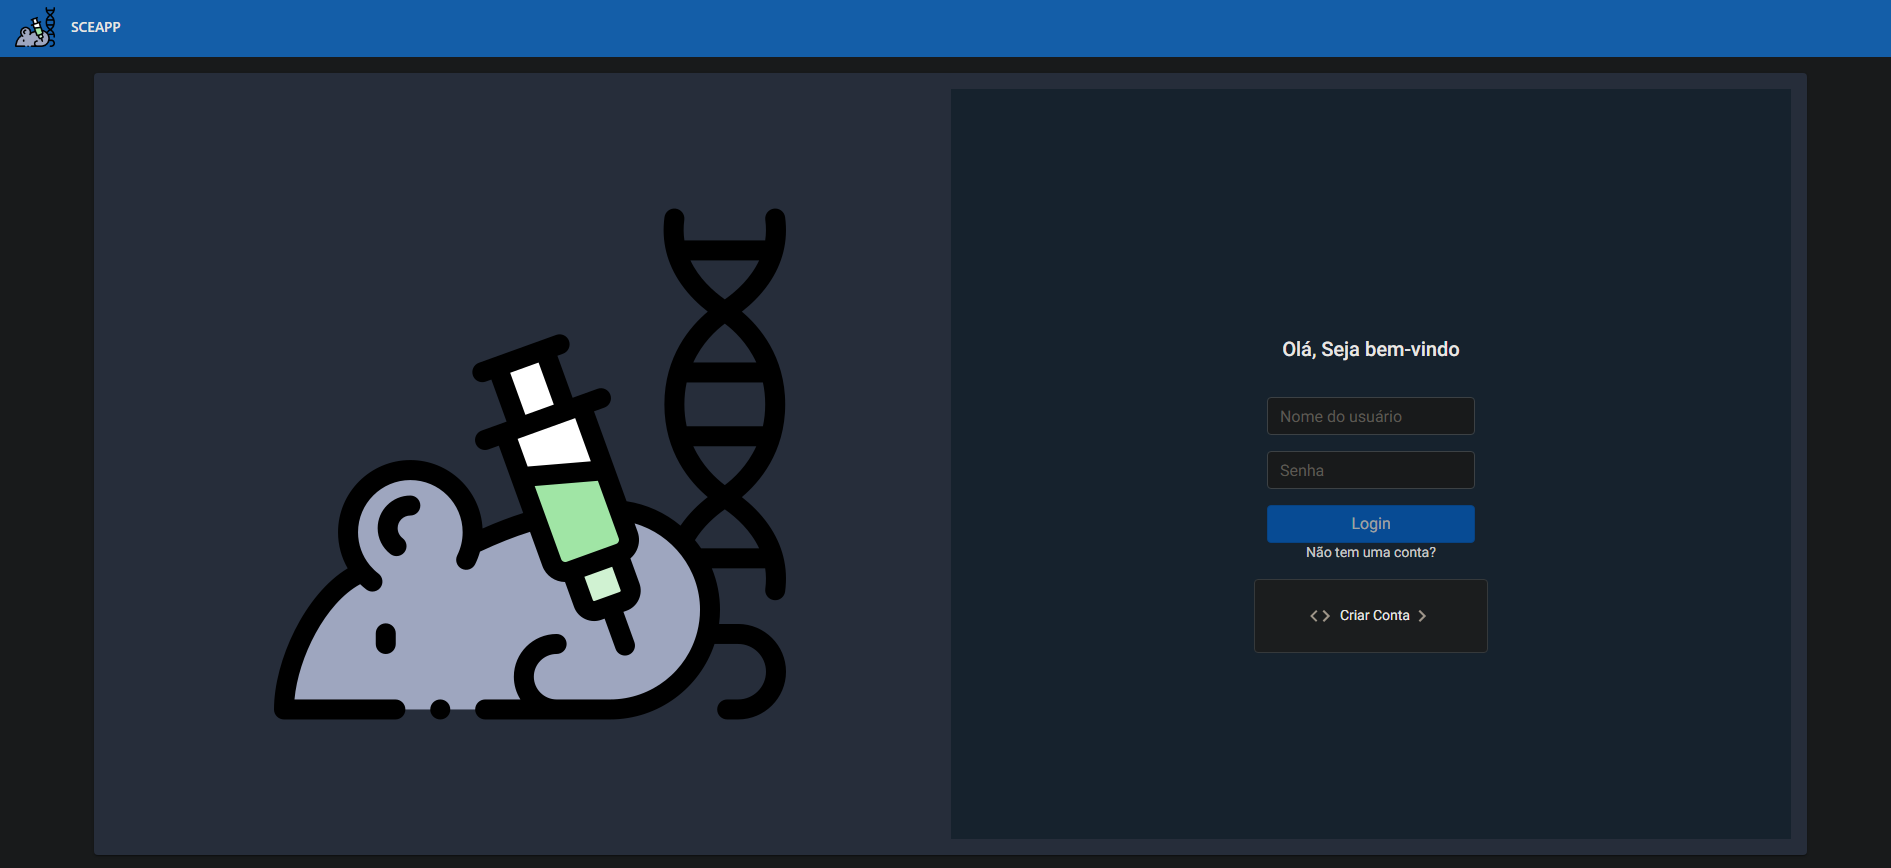 SCEAPP
Olá, Seja bem-vindo
Nome do usuário
Senha
Login
Não tem uma conta?
Criar Conta